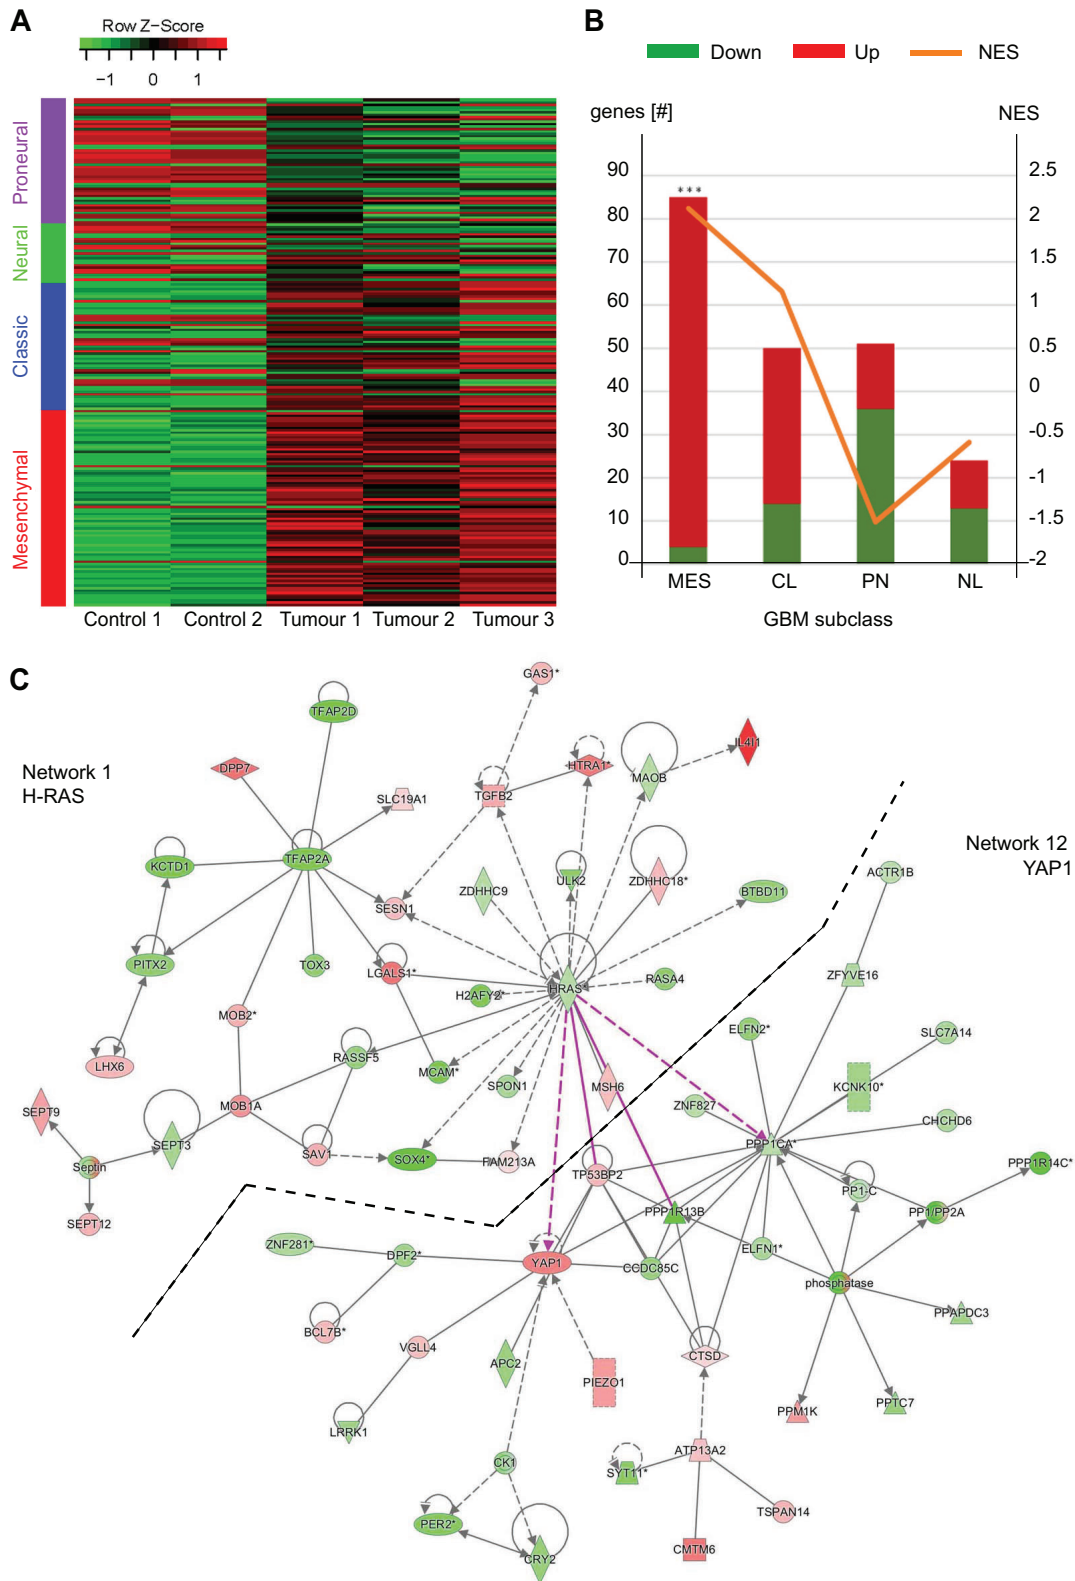 A
Row Z-Score
-1 0 1
Proneural
Neural
Classic
Mesenchymal
Control 1 Control 2 Tumour 1 Tumour 2 Tumour 3
B
Down Up NES
genes [#] NES
90 2.5
80 2
70 1.5
60 1
50 0.5
40 0
30 -0.5
20 -1
10 -1.5
0 -2
***
MES CL PN NL
GBM subclass
C
Network 1
H-RAS
Network 12
YAP1
GAS1*
TFAP2D
IL4I1
DPP7
HTRA1*
MAOB
SLC19A1
TGFB2
KCTD1
TFAP2A
ACTR1B
ZDHHC9
ULK2
ZDHHC18*
BTBD11
SESN1
PITX2
TOX3
LGALS1*
H2AFY2*
HRAS*
RASA4
ZFYVE16
MOB2*
ELFN2*
SLC7A14
LHX6
RASSF5
MCAM*
SPON1
MSH6
KCNK10*
SEPT9
MOB1A
ZNF827
CHCHD6
SEPT3
SAV1
SOX4*
FAM213A
PPP1CA*
Septin
TP53BP2
PP1-C
PPP1R14C*
SEPT12
PPP1R13B
PP1/PP2A
ZNF281*
DPF2*
YAP1
CCDC85C
ELFN1*
phosphatase
PPAPDC3
BCL7B*
VGLL4
APC2
PIEZO1
CTSD
PPM1K
PPTC7
LRRK1
CK1
SYT11*
ATP13A2
TSPAN14
PER2*
CRY2
CMTM6